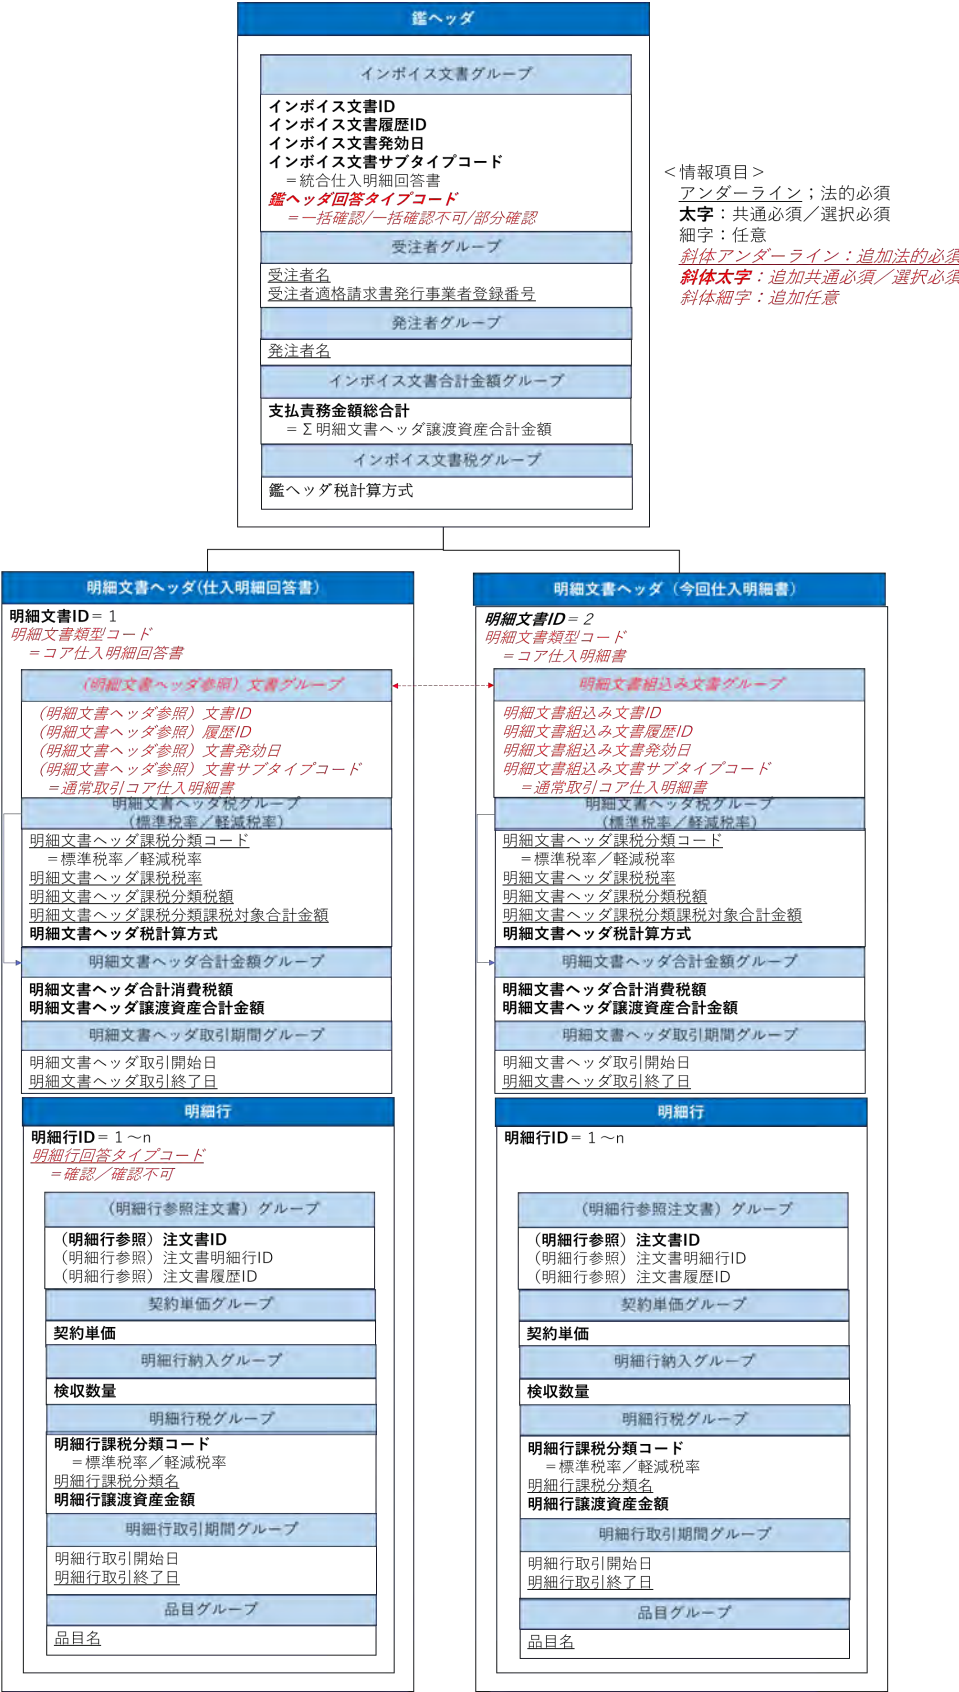 鑑ヘッダ
インボイス文書グループ
インボイス文書ID
インボイス文書履歴ID
インボイス文書発効日
インボイス文書サブタイプコード
＝統合仕入明細回答書
鑑ヘッダ回答タイプコード
＝一括確認/一括確認不可/部分確認
受注者グループ
受注者名
受注者適格請求書発行事業者登録番号
発注者グループ
発注者名
インボイス文書合計金額グループ
支払責務金額総合計
＝Σ明細文書ヘッダ譲渡資産合計金額
インボイス文書税グループ
鑑ヘッダ税計算方式
＜情報項目＞
アンダーライン；法的必須
太字：共通必須／選択必須
細字：任意
斜体アンダーライン：追加法的必須
斜体太字：追加共通必須／選択必須
斜体細字：追加任意
明細文書ヘッダ(仕入明細回答書)
明細文書ID＝１
明細文書類型コード
＝コア仕入明細回答書
（明細文書ヘッダ参照）文書グループ
（明細文書ヘッダ参照）文書ID
（明細文書ヘッダ参照）履歴ID
（明細文書ヘッダ参照）文書発効日
（明細文書ヘッダ参照）文書サブタイプコード
＝通常取引コア仕入明細書
明細文書ヘッダ税グループ
（標準税率／軽減税率）
明細文書ヘッダ課税分類コード
＝標準税率／軽減税率
明細文書ヘッダ課税税率
明細文書ヘッダ課税分類税額
明細文書ヘッダ課税分類課税対象合計金額
明細文書ヘッダ税計算方式
明細文書ヘッダ合計金額グループ
明細文書ヘッダ合計消費税額
明細文書ヘッダ譲渡資産合計金額
明細文書ヘッダ取引期間グループ
明細文書ヘッダ取引開始日
明細文書ヘッダ取引終了日
明細行
明細行ID＝１～n
明細行回答タイプコード
＝確認／確認不可
（明細行参照注文書）グループ
（明細行参照）注文書ID
（明細行参照）注文書明細行ID
（明細行参照）注文書履歴ID
契約単価グループ
契約単価
明細行納入グループ
検収数量
明細行税グループ
明細行課税分類コード
＝標準税率／軽減税率
明細行課税分類名
明細行譲渡資産金額
明細行取引期間グループ
明細行取引開始日
明細行取引終了日
品目グループ
品目名
明細文書ヘッダ（今回仕入明細書）
明細文書ID＝２
明細文書類型コード
＝コア仕入明細書
明細文書組込み文書グループ
明細文書組込み文書ID
明細文書組込み文書履歴ID
明細文書組込み文書発効日
明細文書組込み文書サブタイプコード
＝通常取引コア仕入明細書
明細文書ヘッダ税グループ
（標準税率／軽減税率）
明細文書ヘッダ課税分類コード
＝標準税率／軽減税率
明細文書ヘッダ課税税率
明細文書ヘッダ課税分類税額
明細文書ヘッダ課税分類課税対象合計金額
明細文書ヘッダ税計算方式
明細文書ヘッダ合計金額グループ
明細文書ヘッダ合計消費税額
明細文書ヘッダ譲渡資産合計金額
明細文書ヘッダ取引期間グループ
明細文書ヘッダ取引開始日
明細文書ヘッダ取引終了日
明細行
明細行ID＝１～n
（明細行参照注文書）グループ
（明細行参照）注文書ID
（明細行参照）注文書明細行ID
（明細行参照）注文書履歴ID
契約単価グループ
契約単価
明細行納入グループ
検収数量
明細行税グループ
明細行課税分類コード
＝標準税率／軽減税率
明細行課税分類名
明細行譲渡資産金額
明細行取引期間グループ
明細行取引開始日
明細行取引終了日
品目グループ
品目名